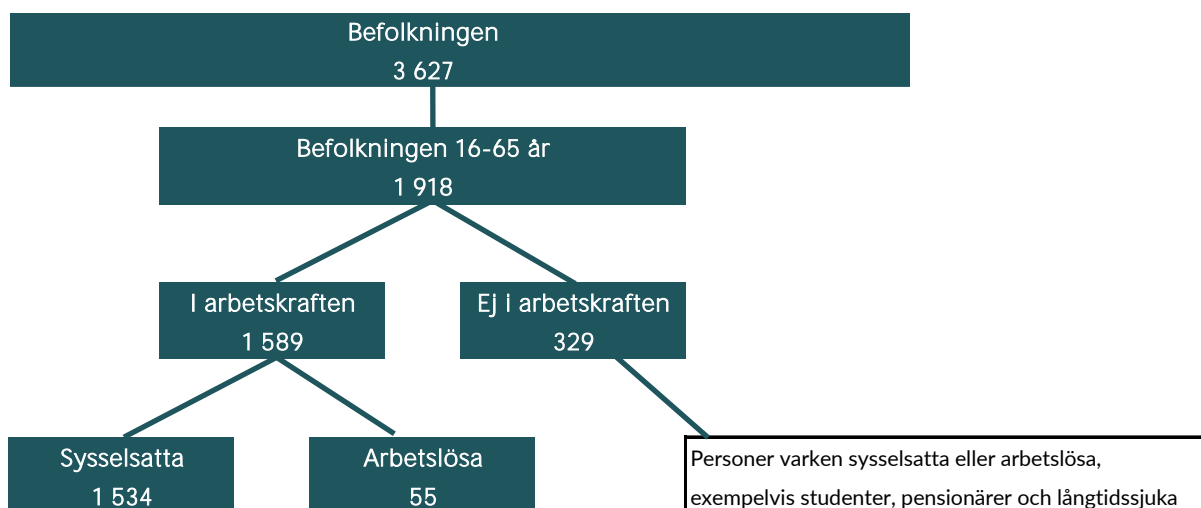 Befolkningen
3 627
Befolkningen 16-65 år
1 918
I arbetskraften
1 589
Ej i arbetskraften
329
Sysselsatta
1 534
Arbetslösa
55
Personer varken sysselsatta eller arbetslösa,
exempelvis studenter, pensionärer och långtidssjuka